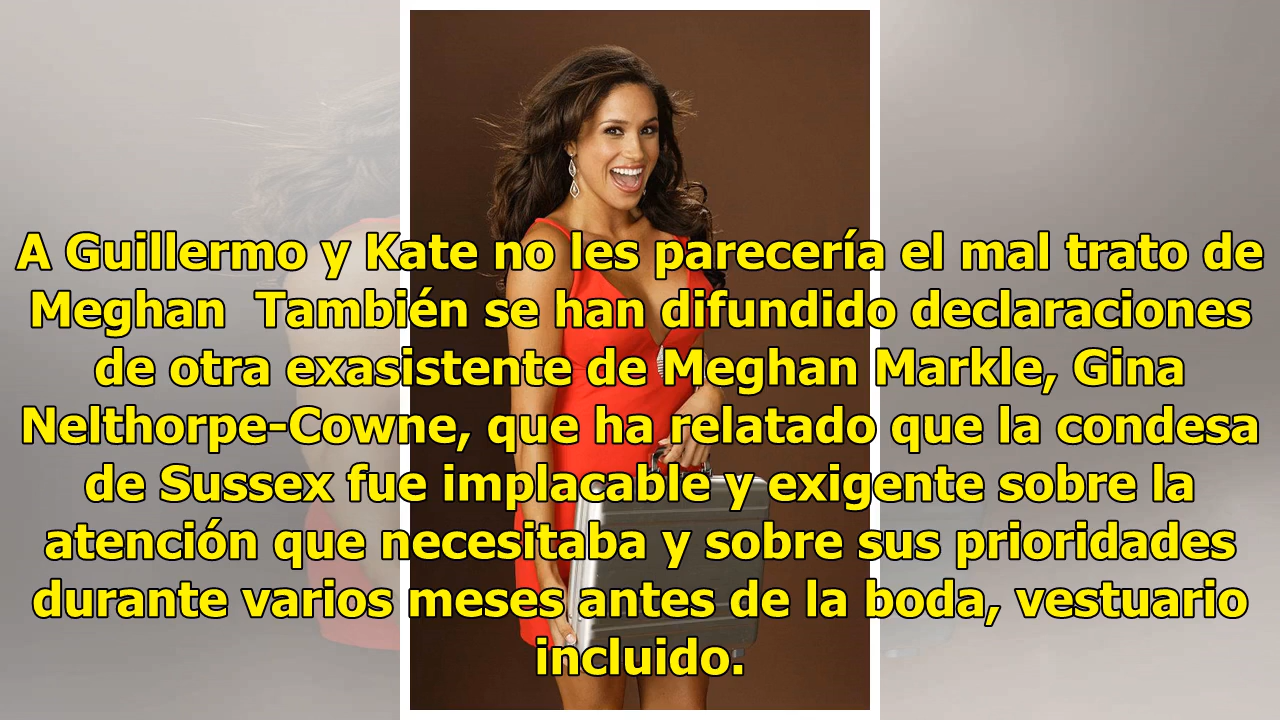 A Guillermo y Kate no les parecería el mal trato de
Meghan  También se han difundido declaraciones
de otra exasistente de Meghan Markle, Gina
Nelthorpe-Cowne, que ha relatado que la condesa
de Sussex fue implacable y exigente sobre la
atención que necesitaba y sobre sus prioridades
durante varios meses antes de la boda, vestuario
incluido.